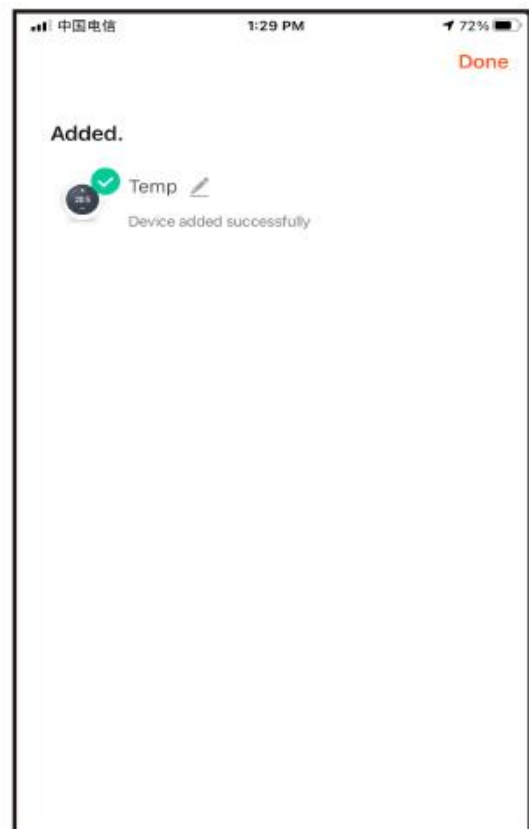 中国电信 1:29 PM 72%
Done
Added.
Temp
Device added successfully